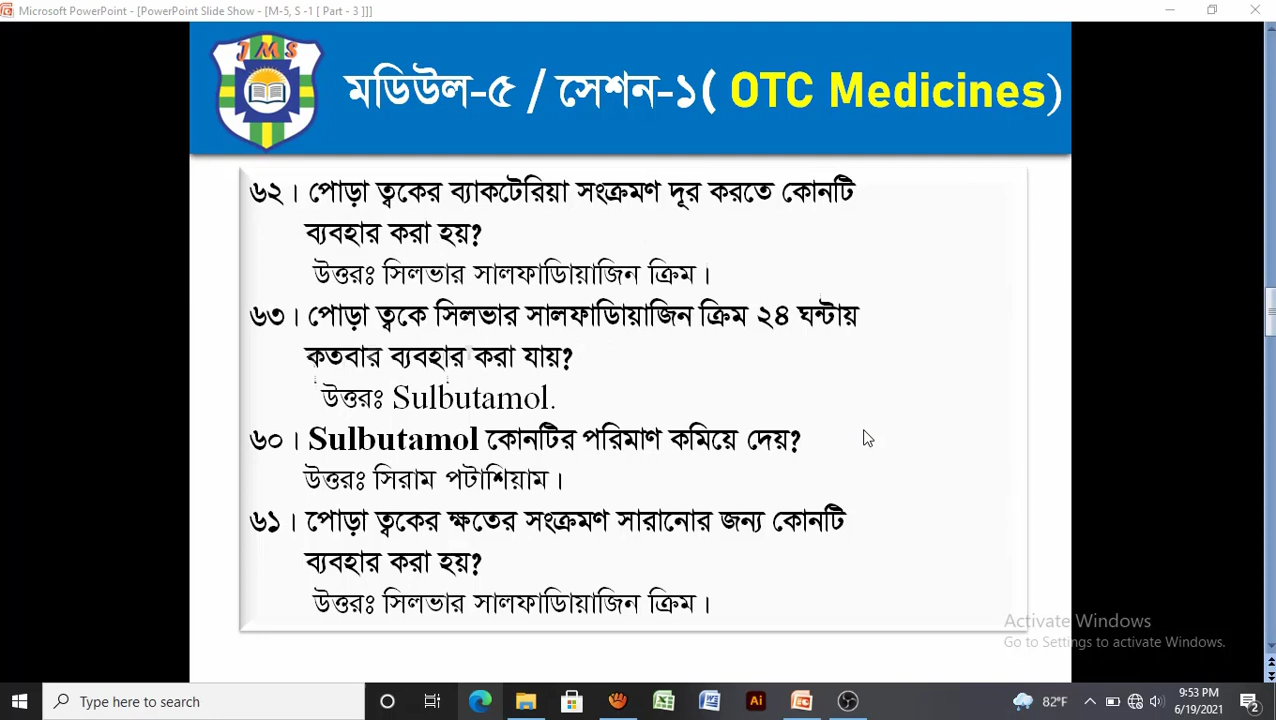 Microsoft PowerPoint - [PowerPoint Slide Show - [M-5, S -1 [ Part - 3 ]]]
JMS
মডিউল-৫ / সেশন-১( OTC Medicines)
৬২। পোড়া ত্বকের ব্যাকটেরিয়া সংক্রমণ দূর করতে কোনটি
ব্যবহার করা হয়?
উত্তরঃ সিলভার সালফাডিায়াজিন ক্রিম।
৬৩। পোড়া ত্বকে সিলভার সালফাডিায়াজিন ক্রিম ২৪ ঘন্টায়
কতবার ব্যবহার করা যায়?
উত্তরঃ Sulbutamol.
৬০। Sulbutamol কোনটির পরিমাণ কমিয়ে দেয়?
উত্তরঃ সিরাম পটাশিয়াম।
৬১। পোড়া ত্বকের ক্ষতের সংক্রমণ সারানোর জন্য কোনটি
ব্যবহার করা হয়?
উত্তরঃ সিলভার সালফাডিায়াজিন ক্রিম।
Activate Windows
Go to Settings to activate Windows.
Type here to search
Ai
82°F
9:53 PM
6/19/2021
2